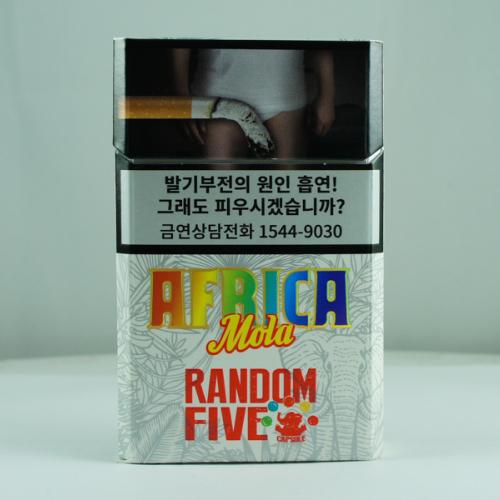 발기부전의 원인 흡연!
그래도 피우시겠습니까?
금연상담전화 1544-9030
AFRICA
Mola
RANDOM
FIVE
CAPSULE